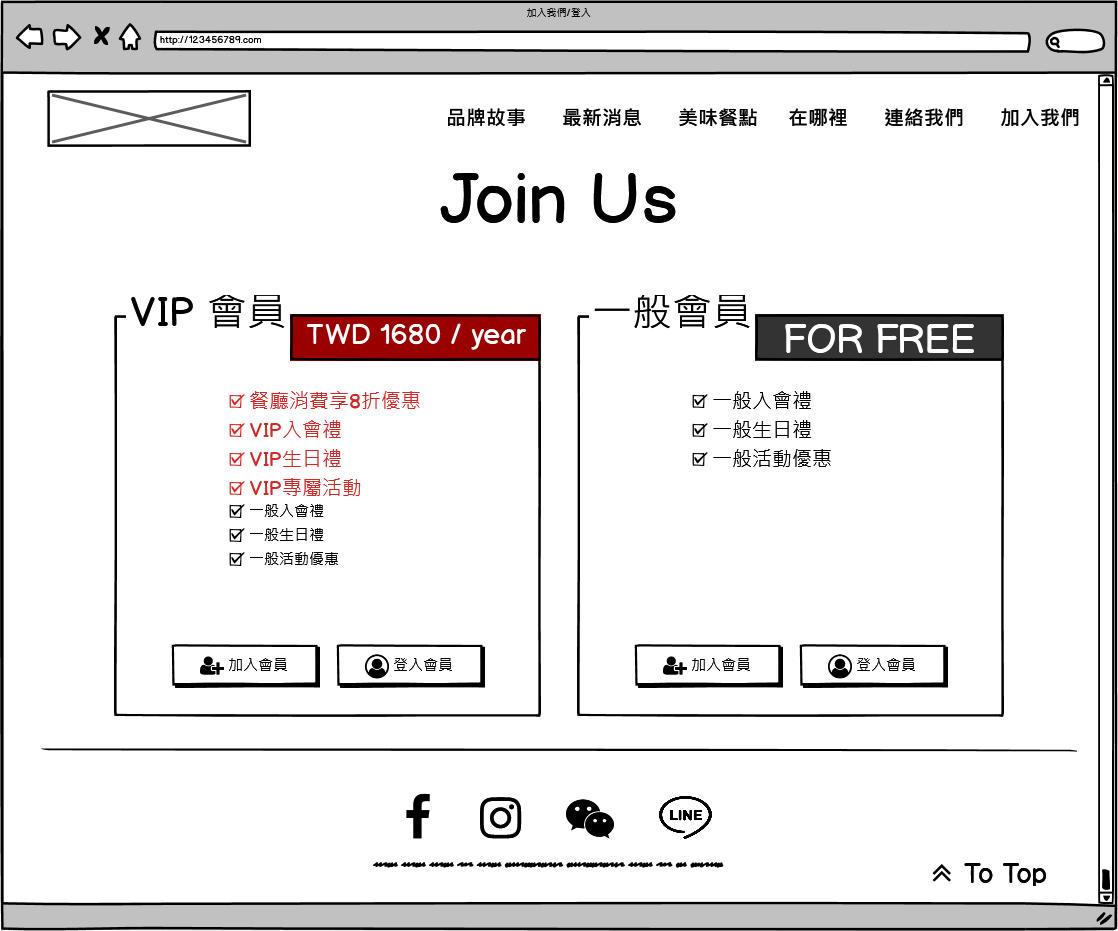 加入我們/登入
http://123456789.com
品牌故事 最新消息 美味餐點 在哪裡 連絡我們 加入我們
Join Us
VIP 會員
TWD 1680 / year
餐廳消費享8折優惠
VIP入會禮
VIP生日禮
VIP專屬活動
一般入會禮
一般生日禮
一般活動優惠
加入會員 登入會員
一般會員
FOR FREE
一般入會禮
一般生日禮
一般活動優惠
加入會員 登入會員
LINE
To Top